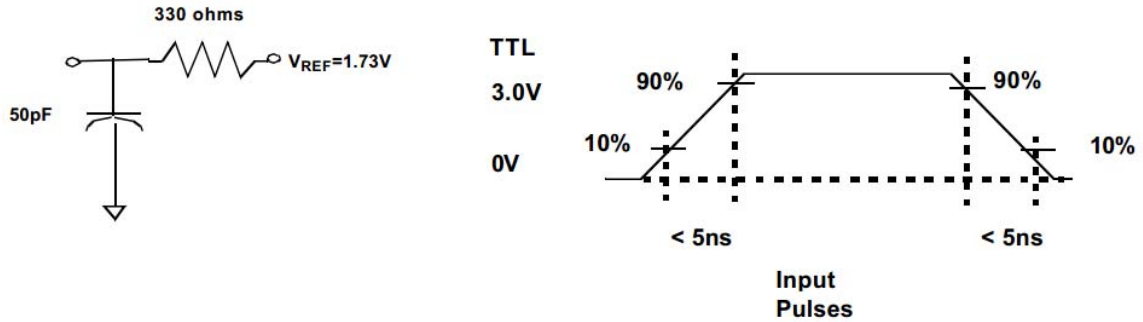 330 ohms
VREF=1.73V
50pF
TTL
3.0V
0V
90%
10%
90%
10%
< 5ns
< 5ns
Input
Pulses